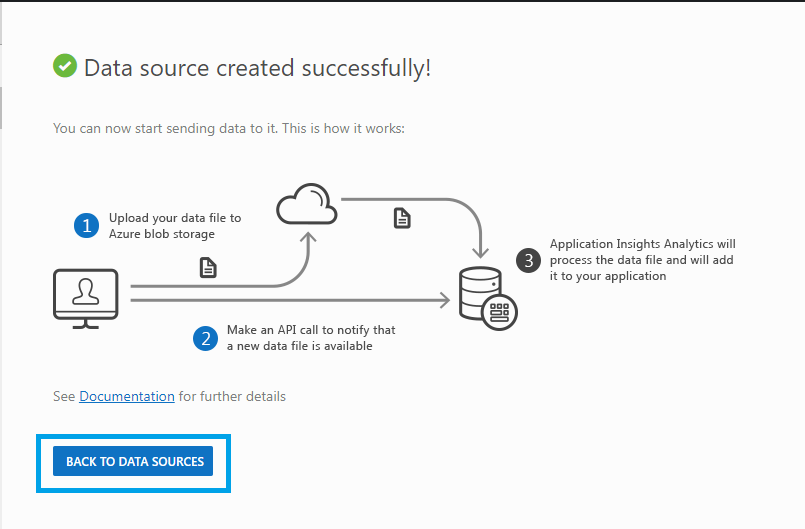 Data source created successfully!
You can now start sending data to it. This is how it works:
1
Upload your data file to
Azure blob storage
2
Make an API call to notify that
a new data file is available
3
Application Insights Analytics will
process the data file and will add
it to your application
See Documentation for further details
BACK TO DATA SOURCES